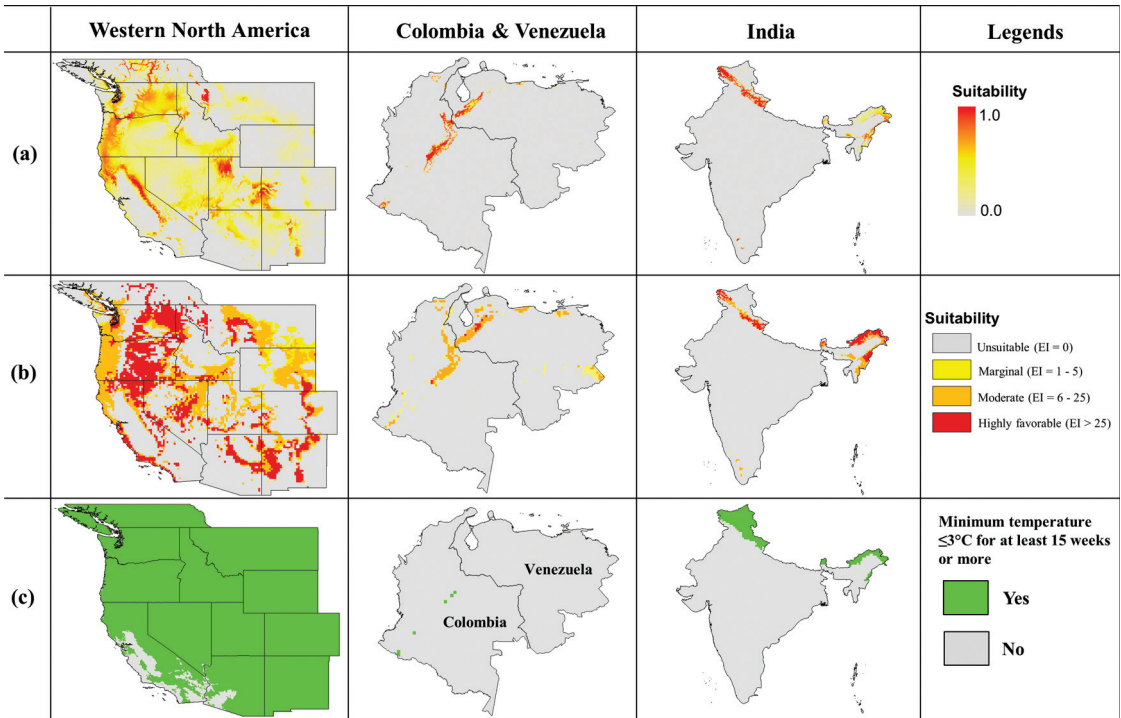 Western North America
Colombia & Venezuela
India
Legends
(a)
Suitability
1.0
0.0
(b)
Suitability
Unsuitable (EI = 0)
Marginal (EI = 1 - 5)
Moderate (EI = 6 - 25)
Highly favorable (EI > 25)
(c)
Venezuela
Colombia
Minimum temperature
≤3°C for at least 15 weeks
or more
Yes
No